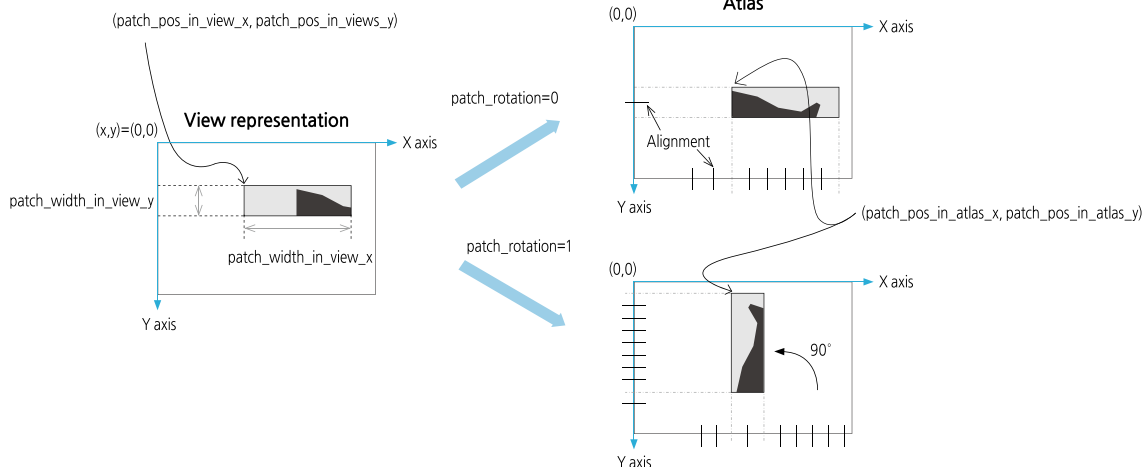 (patch_pos_in_view_x, patch_pos_in_views_y)
(x,y)=(0,0)
View representation
X axis
patch_width_in_view_y
patch_width_in_view_x
Y axis
patch_rotation=0
patch_rotation=1
Atlas
(0,0)
X axis
Alignment
Y axis
(patch_pos_in_atlas_x, patch_pos_in_atlas_y)
(0,0)
X axis
90°
Y axis